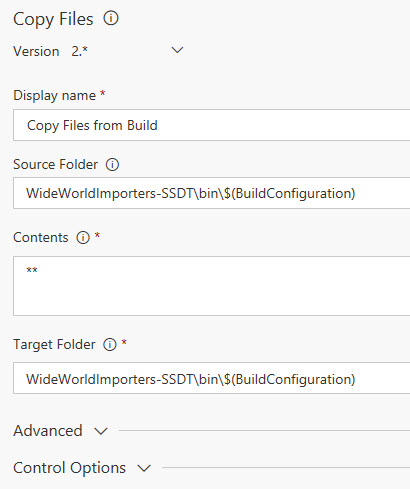 Copy Files
Version 2.*
Display name *
Copy Files from Build
Source Folder
WideWorldImporters-SSDT\bin\$(BuildConfiguration)
Contents *
**
Target Folder *
WideWorldImporters-SSDT\bin\$(BuildConfiguration)
Advanced
Control Options